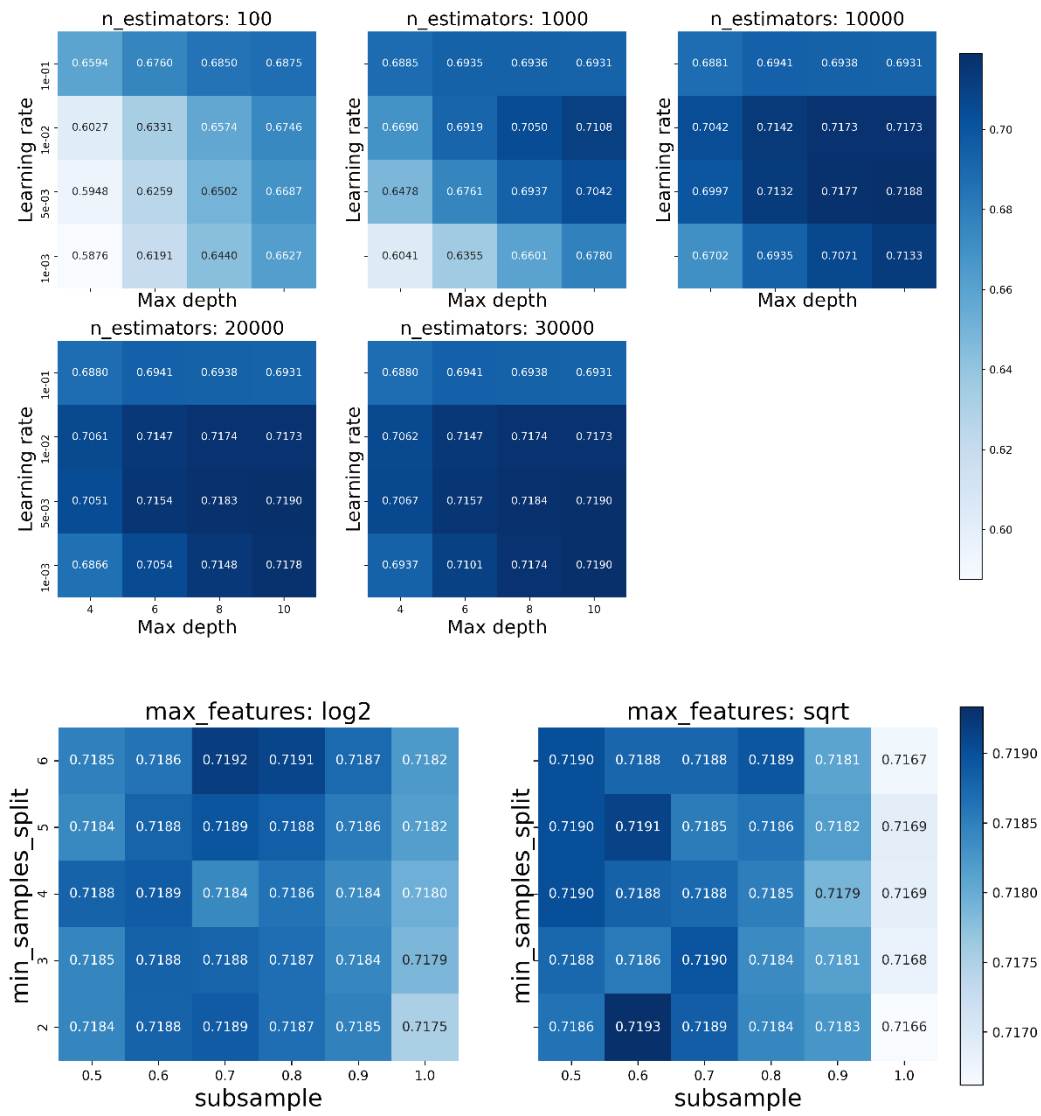 n_estimators: 100
n_estimators: 1000
n_estimators: 10000
Learning rate
1e-01
0.6594 0.6760 0.6850 0.6875
1e-02
0.6027 0.6331 0.6574 0.6746
5e-03
0.5948 0.6259 0.6502 0.6687
1e-03
0.5876 0.6191 0.6440 0.6627
Max depth
Learning rate
0.6885 0.6935 0.6936 0.6931
0.6690 0.6919 0.7050 0.7108
0.6478 0.6761 0.6937 0.7042
0.6041 0.6355 0.6601 0.6780
Max depth
Learning rate
0.6881 0.6941 0.6938 0.6931
0.7042 0.7142 0.7173 0.7173
0.6997 0.7132 0.7177 0.7188
0.6702 0.6935 0.7071 0.7133
Max depth
0.70
0.68
0.66
0.64
0.62
0.60
n_estimators: 20000
Learning rate
1e-01
0.6880 0.6941 0.6938 0.6931
1e-02
0.7061 0.7147 0.7174 0.7173
5e-03
0.7051 0.7154 0.7183 0.7190
1e-03
0.6866 0.7054 0.7148 0.7178
4 6 8 10
Max depth
n_estimators: 30000
Learning rate
0.6880 0.6941 0.6938 0.6931
0.7062 0.7147 0.7174 0.7173
0.7067 0.7157 0.7184 0.7190
0.6937 0.7101 0.7174 0.7190
4 6 8 10
Max depth
max_features: log2
min_samples_split
6
0.7185 0.7186 0.7192 0.7191 0.7187 0.7182
5
0.7184 0.7188 0.7189 0.7188 0.7186 0.7182
4
0.7188 0.7189 0.7184 0.7186 0.7184 0.7180
3
0.7185 0.7188 0.7188 0.7187 0.7184 0.7179
2
0.7184 0.7188 0.7189 0.7187 0.7185 0.7175
0.5 0.6 0.7 0.8 0.9 1.0
subsample
max_features: sqrt
min_samples_split
0.7190 0.7188 0.7188 0.7189 0.7181 0.7167
0.7190 0.7191 0.7185 0.7186 0.7182 0.7169
0.7190 0.7188 0.7188 0.7185 0.7179 0.7169
0.7188 0.7186 0.7190 0.7184 0.7181 0.7168
0.7186 0.7193 0.7189 0.7184 0.7183 0.7166
0.5 0.6 0.7 0.8 0.9 1.0
subsample
0.7190
0.7185
0.7180
0.7175
0.7170